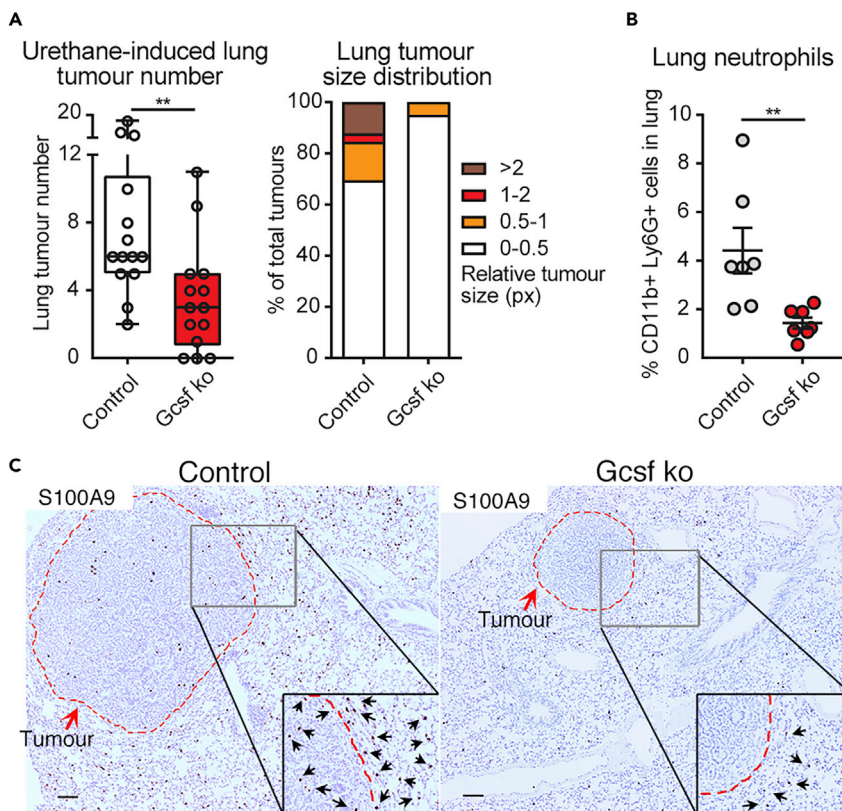 A
Urethane-induced lung
tumour number
**
20
12
8
4
0
Lung tumour number
Control
Gcsf ko
Lung tumour
size distribution
100
80
60
40
20
0
% of total tumours
Control
Gcsf ko
>2
1-2
0.5-1
0-0.5
Relative tumour
size (px)
B
Lung neutrophils
**
10
8
6
4
2
0
% CD11b+ Ly6G+ cells in lung
Control
Gcsf ko
C
Control
S100A9
Tumour
Gcsf ko
S100A9
Tumour